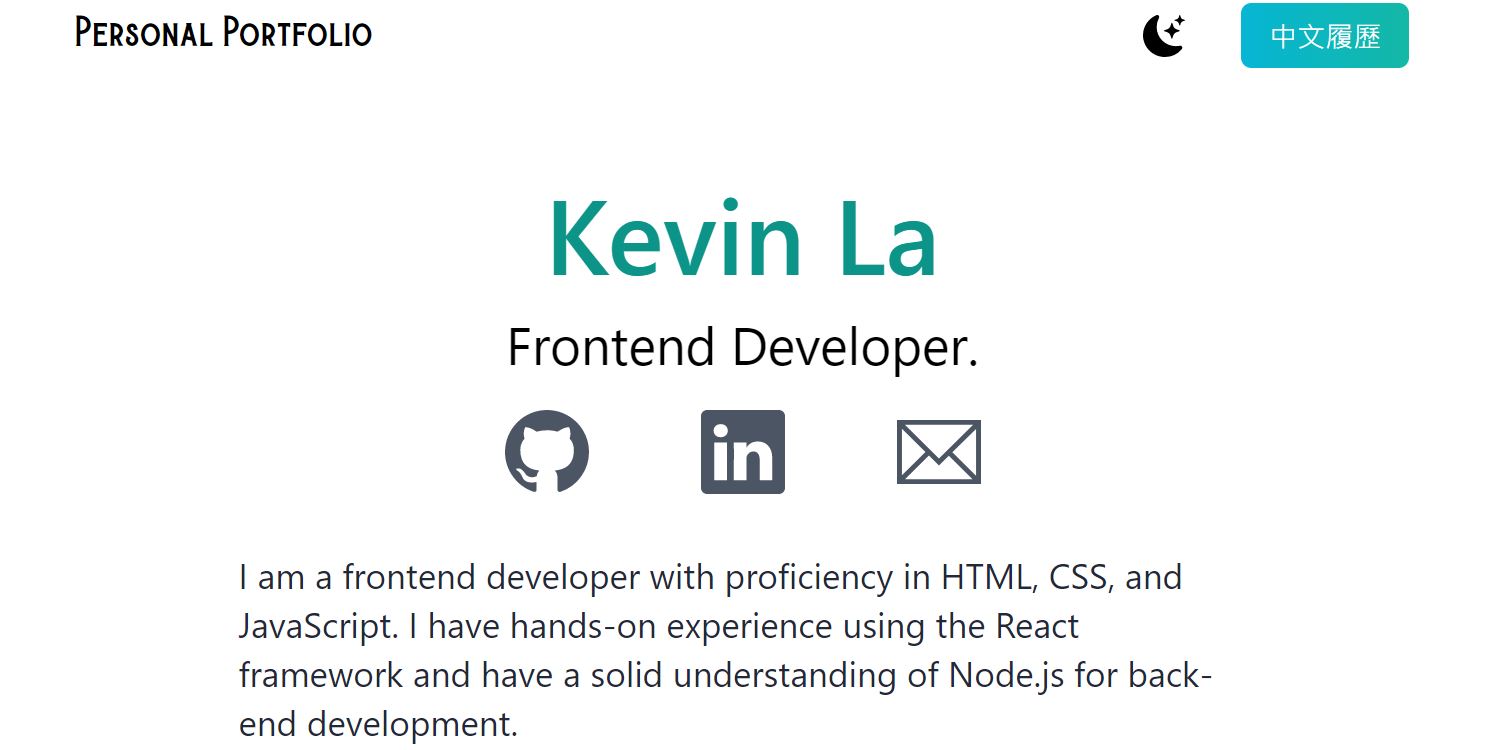 Personal Portfolio
中文履歷
Kevin La
Frontend Developer.
in
I am a frontend developer with proficiency in HTML, CSS, and
JavaScript. I have hands-on experience using the React
framework and have a solid understanding of Node.js for back-
end development.